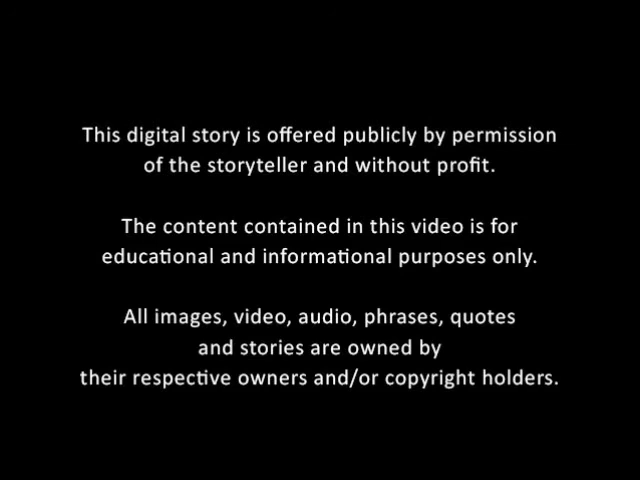 This digital story is offered publicly by permission
of the storyteller and without profit.
The content contained in this video is for
educational and informational purposes only.
All images, video, audio, phrases, quotes
and stories are owned by
their respective owners and/or copyright holders.